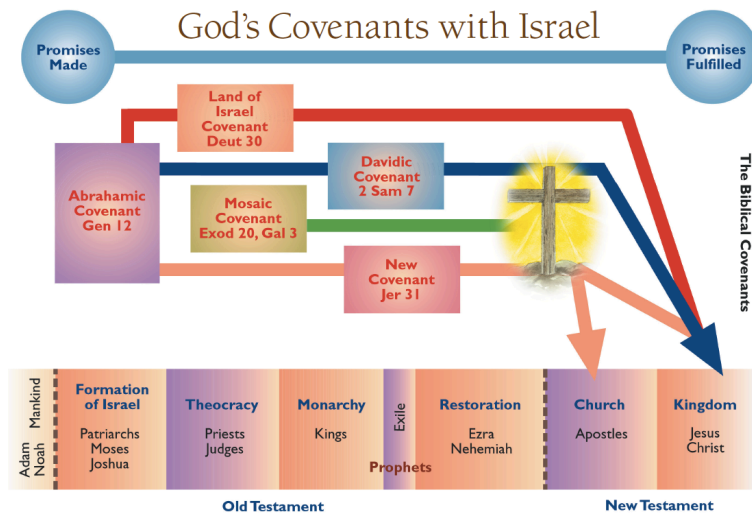 God's Covenants with Israel
Promises
Made
Promises
Fulfilled
Land of
Israel
Covenant
Deut 30
Abrahamic
Covenant
Gen 12
Davidic
Covenant
2 Sam 7
Mosaic
Covenant
Exod 20, Gal 3
New
Covenant
Jer 31
The Biblical Covenants
Adam
Noah
Mankind
Formation
of Israel
Patriarchs
Moses
Joshua
Theocracy
Priests
Judges
Monarchy
Kings
Exile
Restoration
Ezra
Nehemiah
Prophets
Church
Apostles
Kingdom
Jesus
Christ
Old Testament
New Testament